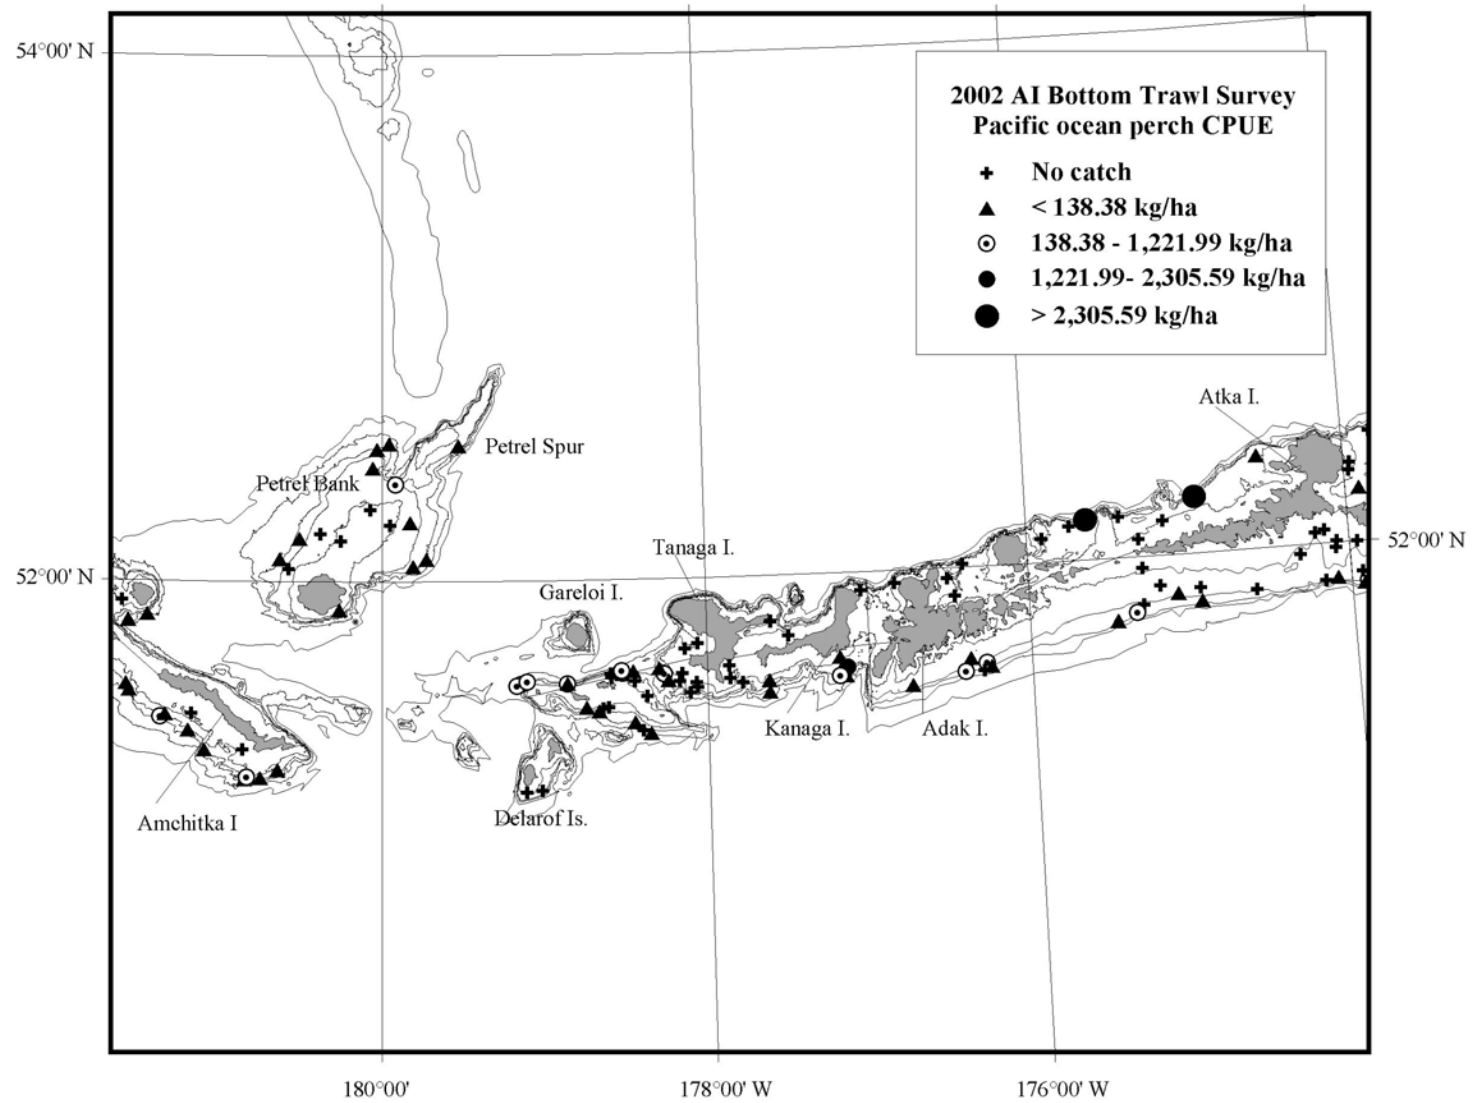 54°00' N
2002 AI Bottom Trawl Survey
Pacific ocean perch CPUE
No catch
< 138.38 kg/ha
138.38 - 1,221.99 kg/ha
1,221.99- 2,305.59 kg/ha
> 2,305.59 kg/ha
Atka I.
Petrel Spur
Petrel Bank
52°00' N
Tanaga I.
52°00' N
Gareloi I.
Kanaga I.
Adak I.
Delarof Is.
Amchitka I
180°00'
178°00' W
176°00' W